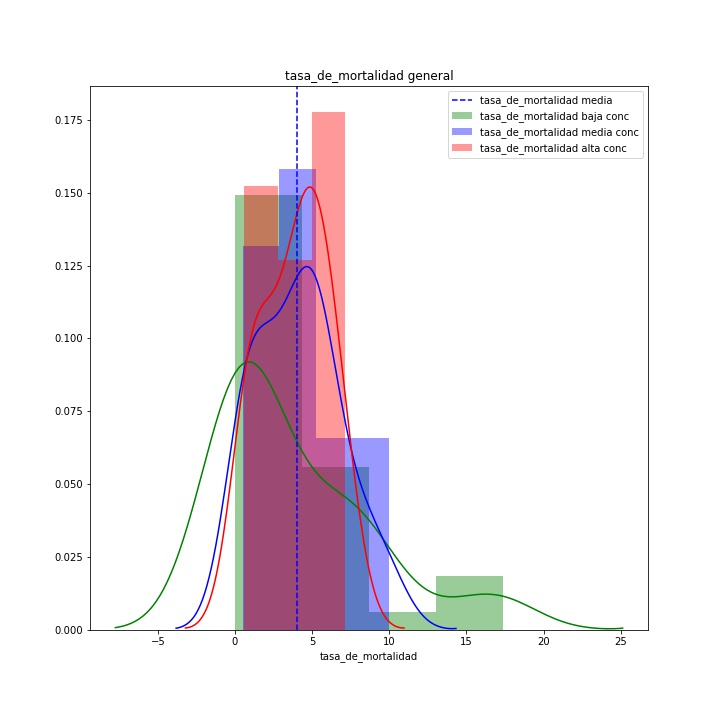 tasa_de_mortalidad general
tasa_de_mortalidad media
tasa_de_mortalidad baja conc
tasa_de_mortalidad media conc
tasa_de_mortalidad alta conc
0.175
0.150
0.125
0.100
0.075
0.050
0.025
0.000
−5
0
5
10
15
20
25
tasa_de_mortalidad